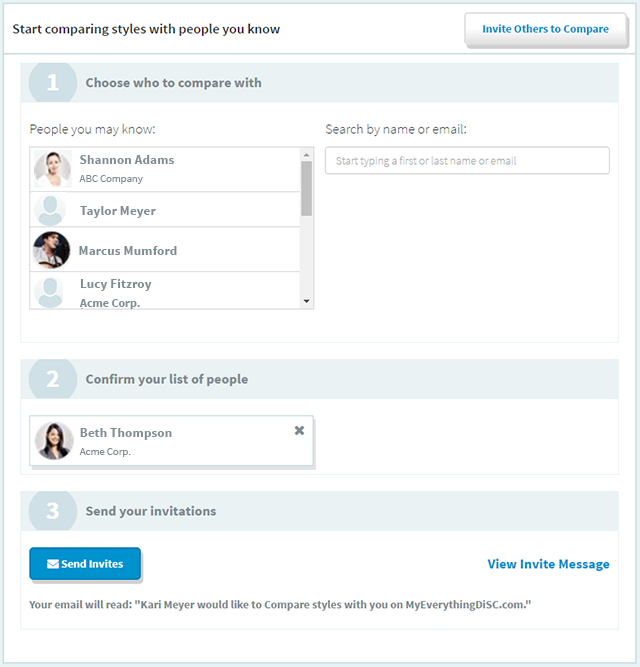 Start comparing styles with people you know
Invite Others to Compare
1
Choose who to compare with
People you may know:
Search by name or email:
Shannon Adams
ABC Company
Start typing a first or last name or email
Taylor Meyer
Marcus Mumford
Lucy Fitzroy
Acme Corp.
2
Confirm your list of people
Beth Thompson
Acme Corp.
3
Send your invitations
Send Invites
View Invite Message
Your email will read: "Kari Meyer would like to Compare styles with you on MyEverythingDiSC.com."